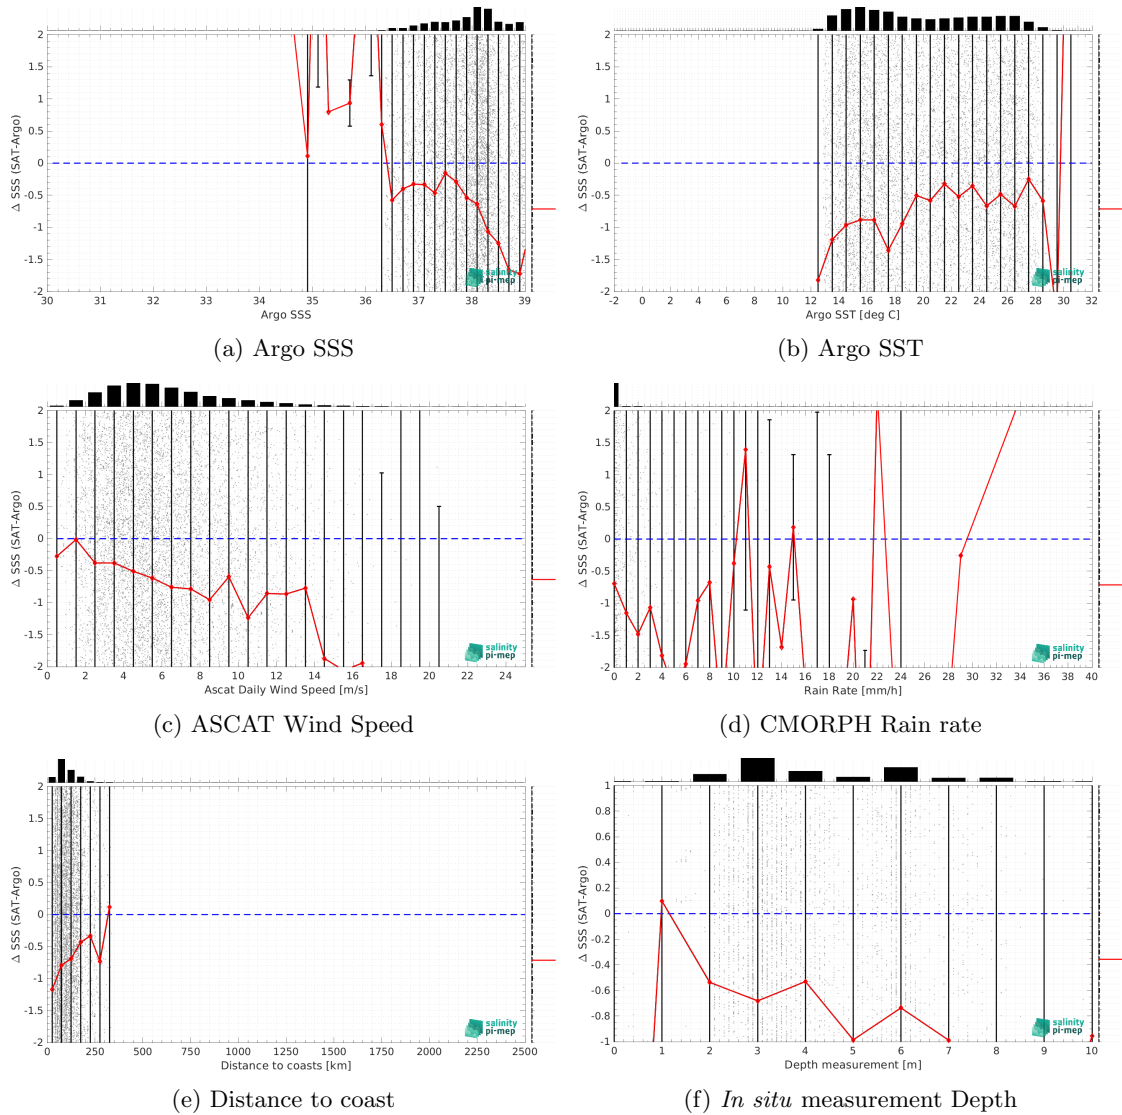 2
1.5
1
0.5
0
-0.5
-1
-1.5
-2
Δ SSS (SAT-Argo)
30 31 32 33 34 35 36 37 38 39
Argo SSS
salinity
pi-mep
(a) Argo SSS
2
1.5
1
0.5
0
-0.5
-1
-1.5
-2
Δ SSS (SAT-Argo)
-2 0 2 4 6 8 10 12 14 16 18 20 22 24 26 28 30 32
Argo SST [deg C]
salinity
pi-mep
(b) Argo SST
2
1.5
1
0.5
0
-0.5
-1
-1.5
-2
Δ SSS (SAT-Argo)
0 2 4 6 8 10 12 14 16 18 20 22 24
Ascat Daily Wind Speed [m/s]
salinity
pi-mep
(c) ASCAT Wind Speed
2
1.5
1
0.5
0
-0.5
-1
-1.5
-2
Δ SSS (SAT-Argo)
0 2 4 6 8 10 12 14 16 18 20 22 24 26 28 30 32 34 36 38 40
Rain Rate [mm/h]
salinity
pi-mep
(d) CMORPH Rain rate
2
1.5
1
0.5
0
-0.5
-1
-1.5
-2
Δ SSS (SAT-Argo)
0 250 500 750 1000 1250 1500 1750 2000 2250 2500
Distance to coasts [km]
salinity
pi-mep
(e) Distance to coast
1
0.8
0.6
0.4
0.2
0
-0.2
-0.4
-0.6
-0.8
-1
Δ SSS (SAT-Argo)
0 1 2 3 4 5 6 7 8 9 10
Depth measurement [m]
salinity
pi-mep
(f) In situ measurement Depth